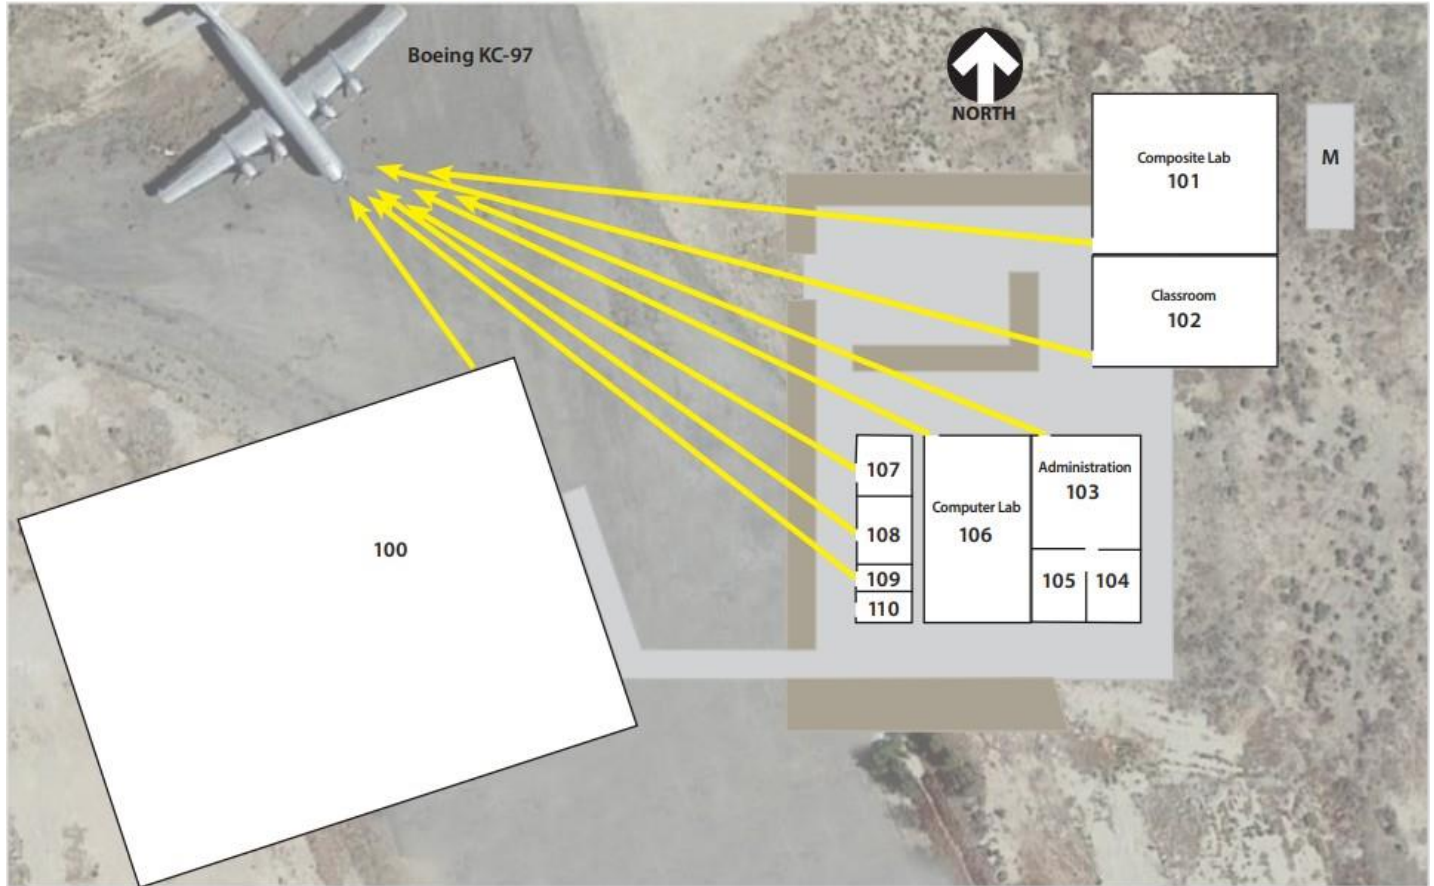 Boeing KC-97
NORTH
Composite Lab
101
M
Classroom
102
107
Administration
103
Computer Lab
106
108
100
109
105
104
110